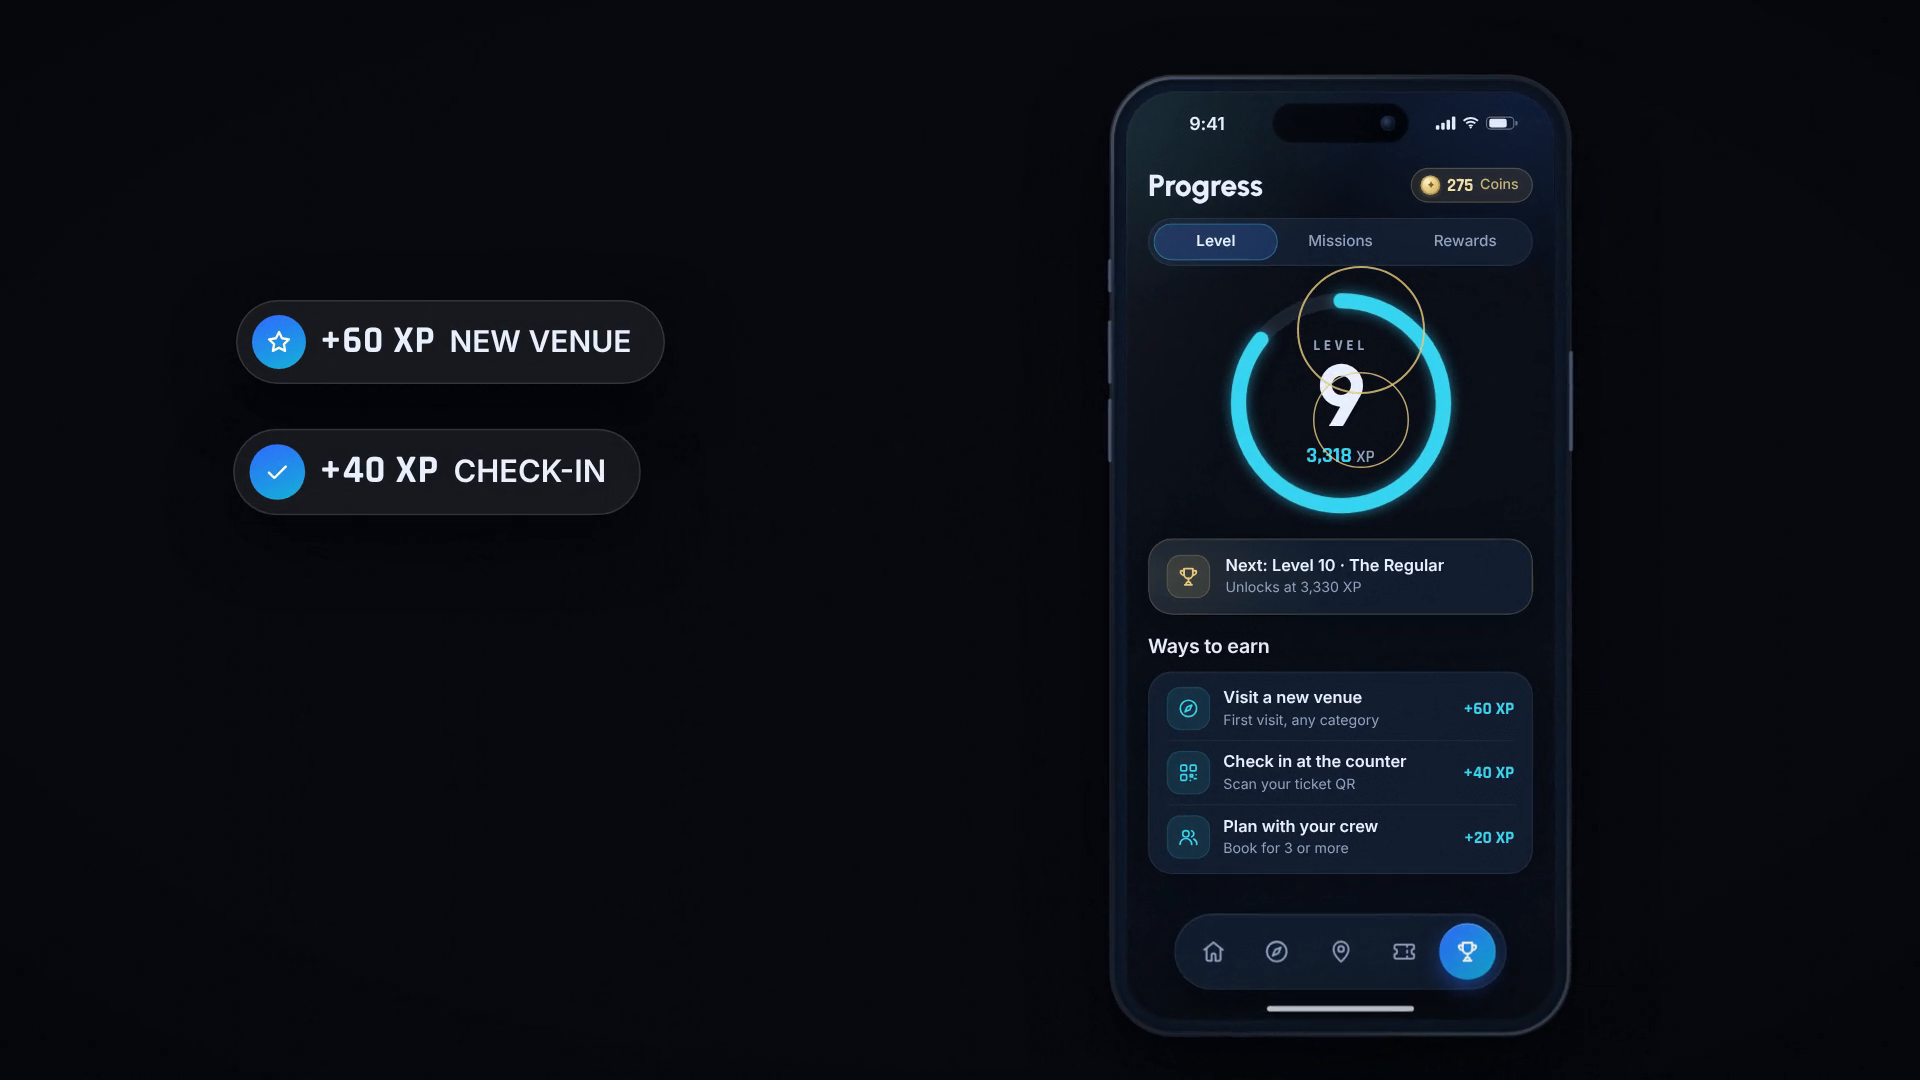 +60 XP NEW VENUE
+40 XP CHECK-IN
9:41
Progress
275 Coins
Level Missions Rewards
LEVEL
9
3,318 XP
Next: Level 10 · The Regular
Unlocks at 3,330 XP
Ways to earn
Visit a new venue
First visit, any category
+60 XP
Check in at the counter
Scan your ticket QR
+40 XP
Plan with your crew
Book for 3 or more
+20 XP